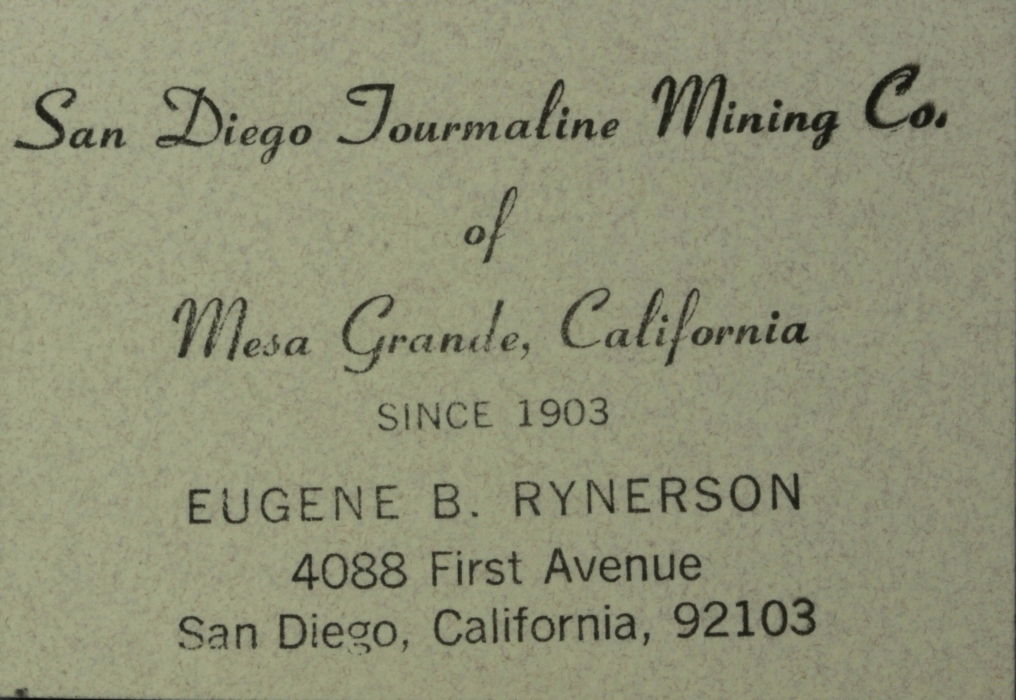 San Diego Tourmaline Mining Co.
of
Mesa Grande, California
SINCE 1903
EUGENE B. RYNERSON
4088 First Avenue
San Diego, California, 92103